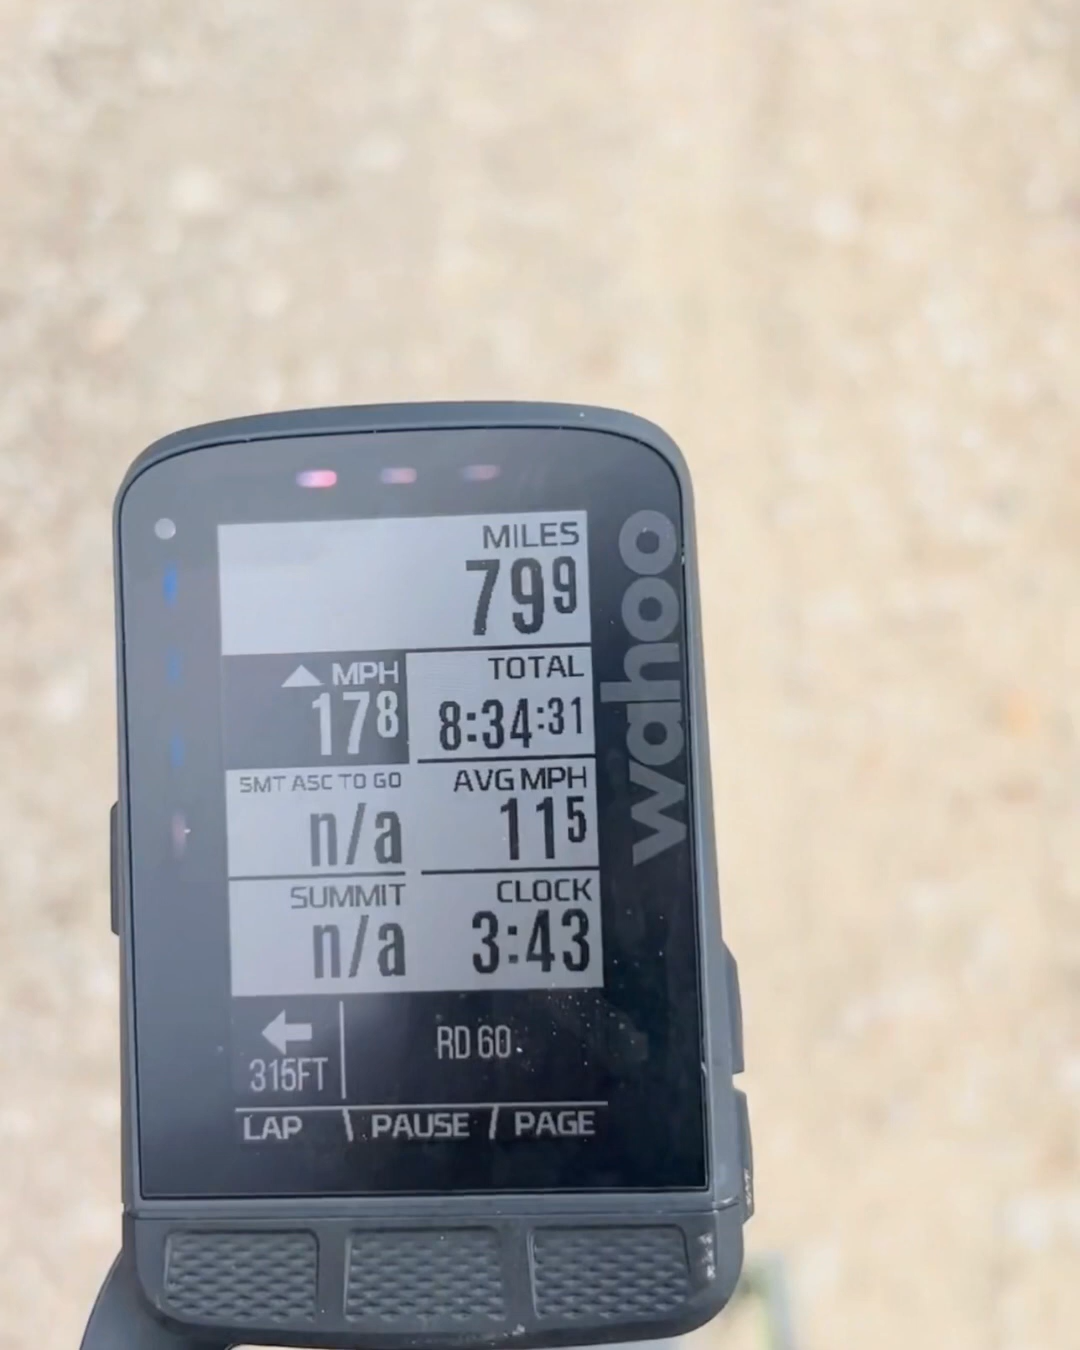 MILES
79⁹
MPH
17⁸
TOTAL
8:34:31
SMT ASC TO GO
n/a
AVG MPH
11⁵
SUMMIT
n/a
CLOCK
3:43
315FT
RD 60
LAP \ PAUSE / PAGE
wahoo